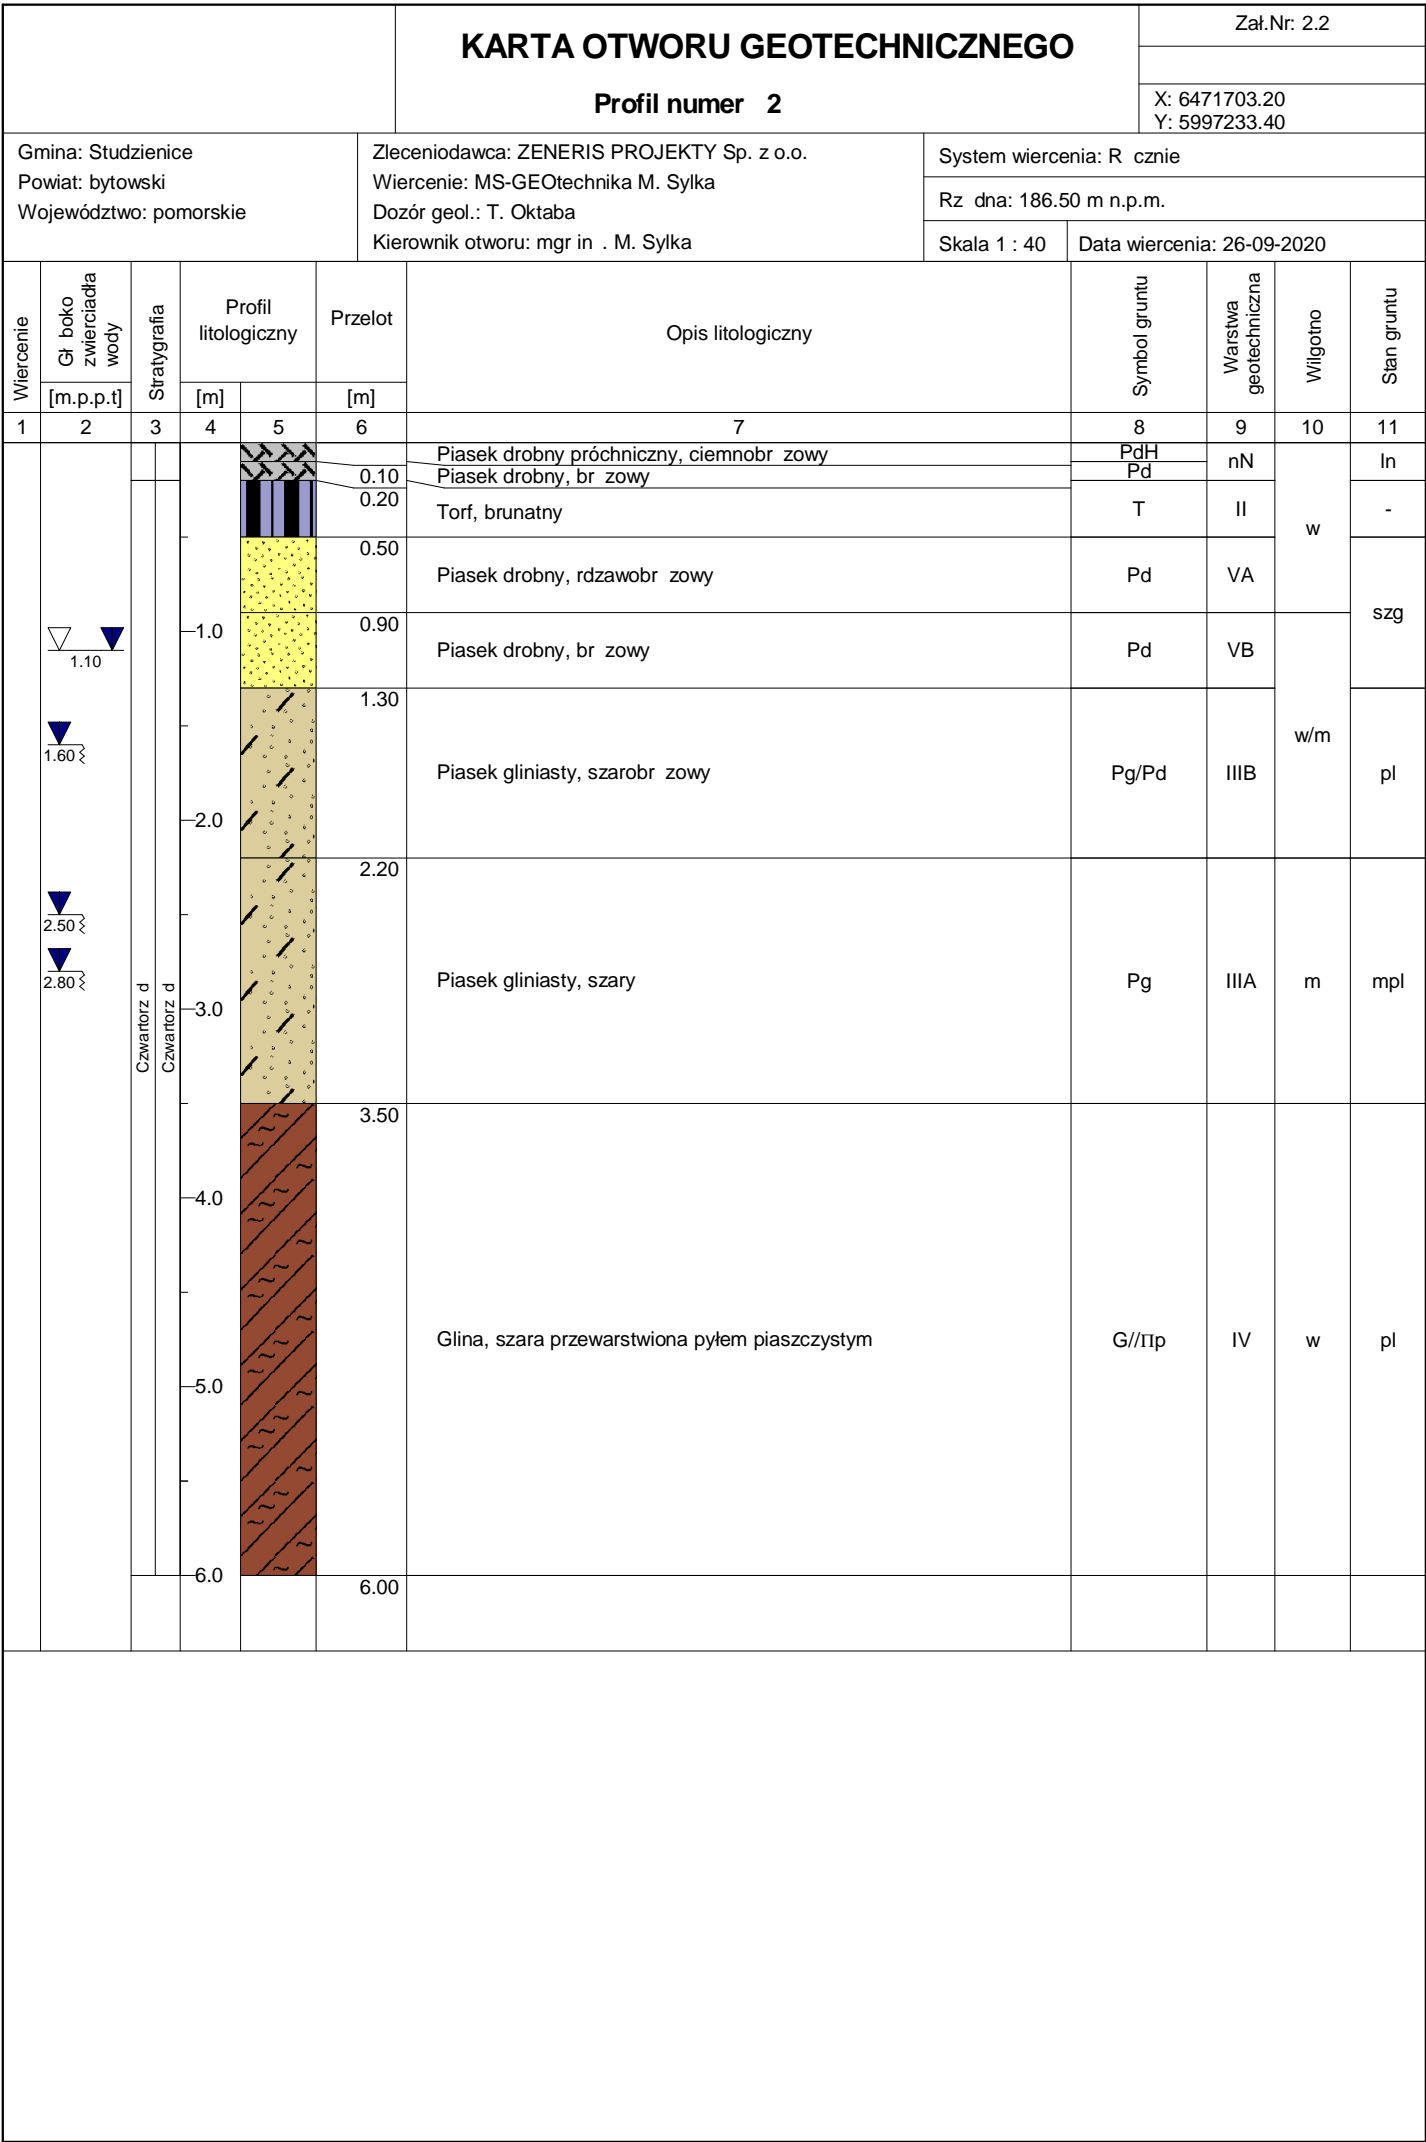 KARTA OTWORU GEOTECHNICZNEGO
Profil numer 2
Zał.Nr: 2.2
X: 6471703.20
Y: 5997233.40
Gmina: Studzienice
Powiat: bytowski
Województwo: pomorskie
Zleceniodawca: ZENERIS PROJEKTY Sp. z o.o.
Wiercenie: MS-GEOtechnika M. Sylka
Dozór geol.: T. Oktaba
Kierownik otworu: mgr in . M. Sylka
System wiercenia: R cznie
Rz dna: 186.50 m n.p.m.
Skala 1 : 40
Data wiercenia: 26-09-2020
Wiercenie
Gł boko
zwierciadła
wody
[m.p.p.t]
Stratygrafia
Profil
litologiczny
[m]
Przelot
[m]
Opis litologiczny
Symbol gruntu
Warstwa
geotechniczna
Wilgotno
Stan gruntu
1 2 3 4 5 6 7 8 9 10 11
Piasek drobny próchniczny, ciemnobr zowy PdH nN w ln
0.10 Piasek drobny, br zowy Pd
0.20 Torf, brunatny T II -
0.50 Piasek drobny, rdzawobr zowy Pd VA szg
0.90 Piasek drobny, br zowy Pd VB w/m
1.0
1.10
1.30 Piasek gliniasty, szarobr zowy Pg/Pd IIIB pl
1.60
2.0
2.20 Piasek gliniasty, szary Pg IIIA m mpl
2.50
2.80
3.0
Czwartorz d
Czwartorz d
3.50 Glina, szara przewarstwiona pyłem piaszczystym G//Πp IV w pl
4.0
5.0
6.0
6.00